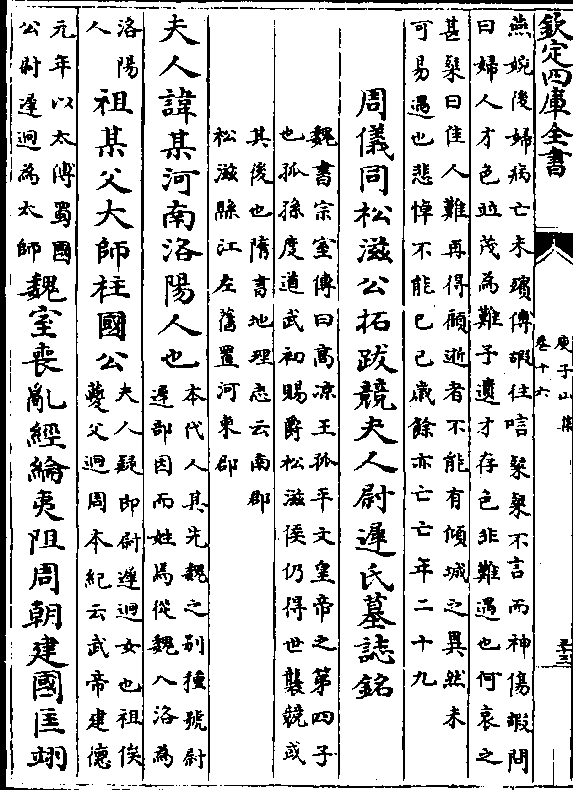 欽定四庫全書
庾子山集
卷十六
燕婉後婦病亡未殯傅嘏往唁粲粲不言而神傷嘏問
曰婦人才色並茂為難子遺才存色非難遇也何哀之
甚粲曰佳人難再得顧逝者不能有傾城之異然未
可易遇也悲悼不能已已歲餘亦亡亡年二十九
周儀同松滋公拓跋競夫人尉遲氏墓誌銘
魏書宗室傳曰高凉王孤平文皇帝之第四子
也孤孫度道武初賜爵松滋侯仍得世襲競或
其後也隋書地理志云南郡
松滋縣江左舊置河東郡
夫人諱某河南洛陽人也
本代人其先魏之別種號尉
遲部因而姓焉從魏入洛為
洛陽
人
祖某父大師柱國公
夫人疑即尉遲迥女也祖俟
夔父迥周本紀云武帝建德
元年以太傅蜀國
公尉遲迥為太師
魏室喪亂經綸夷阻周朝建國匡翊